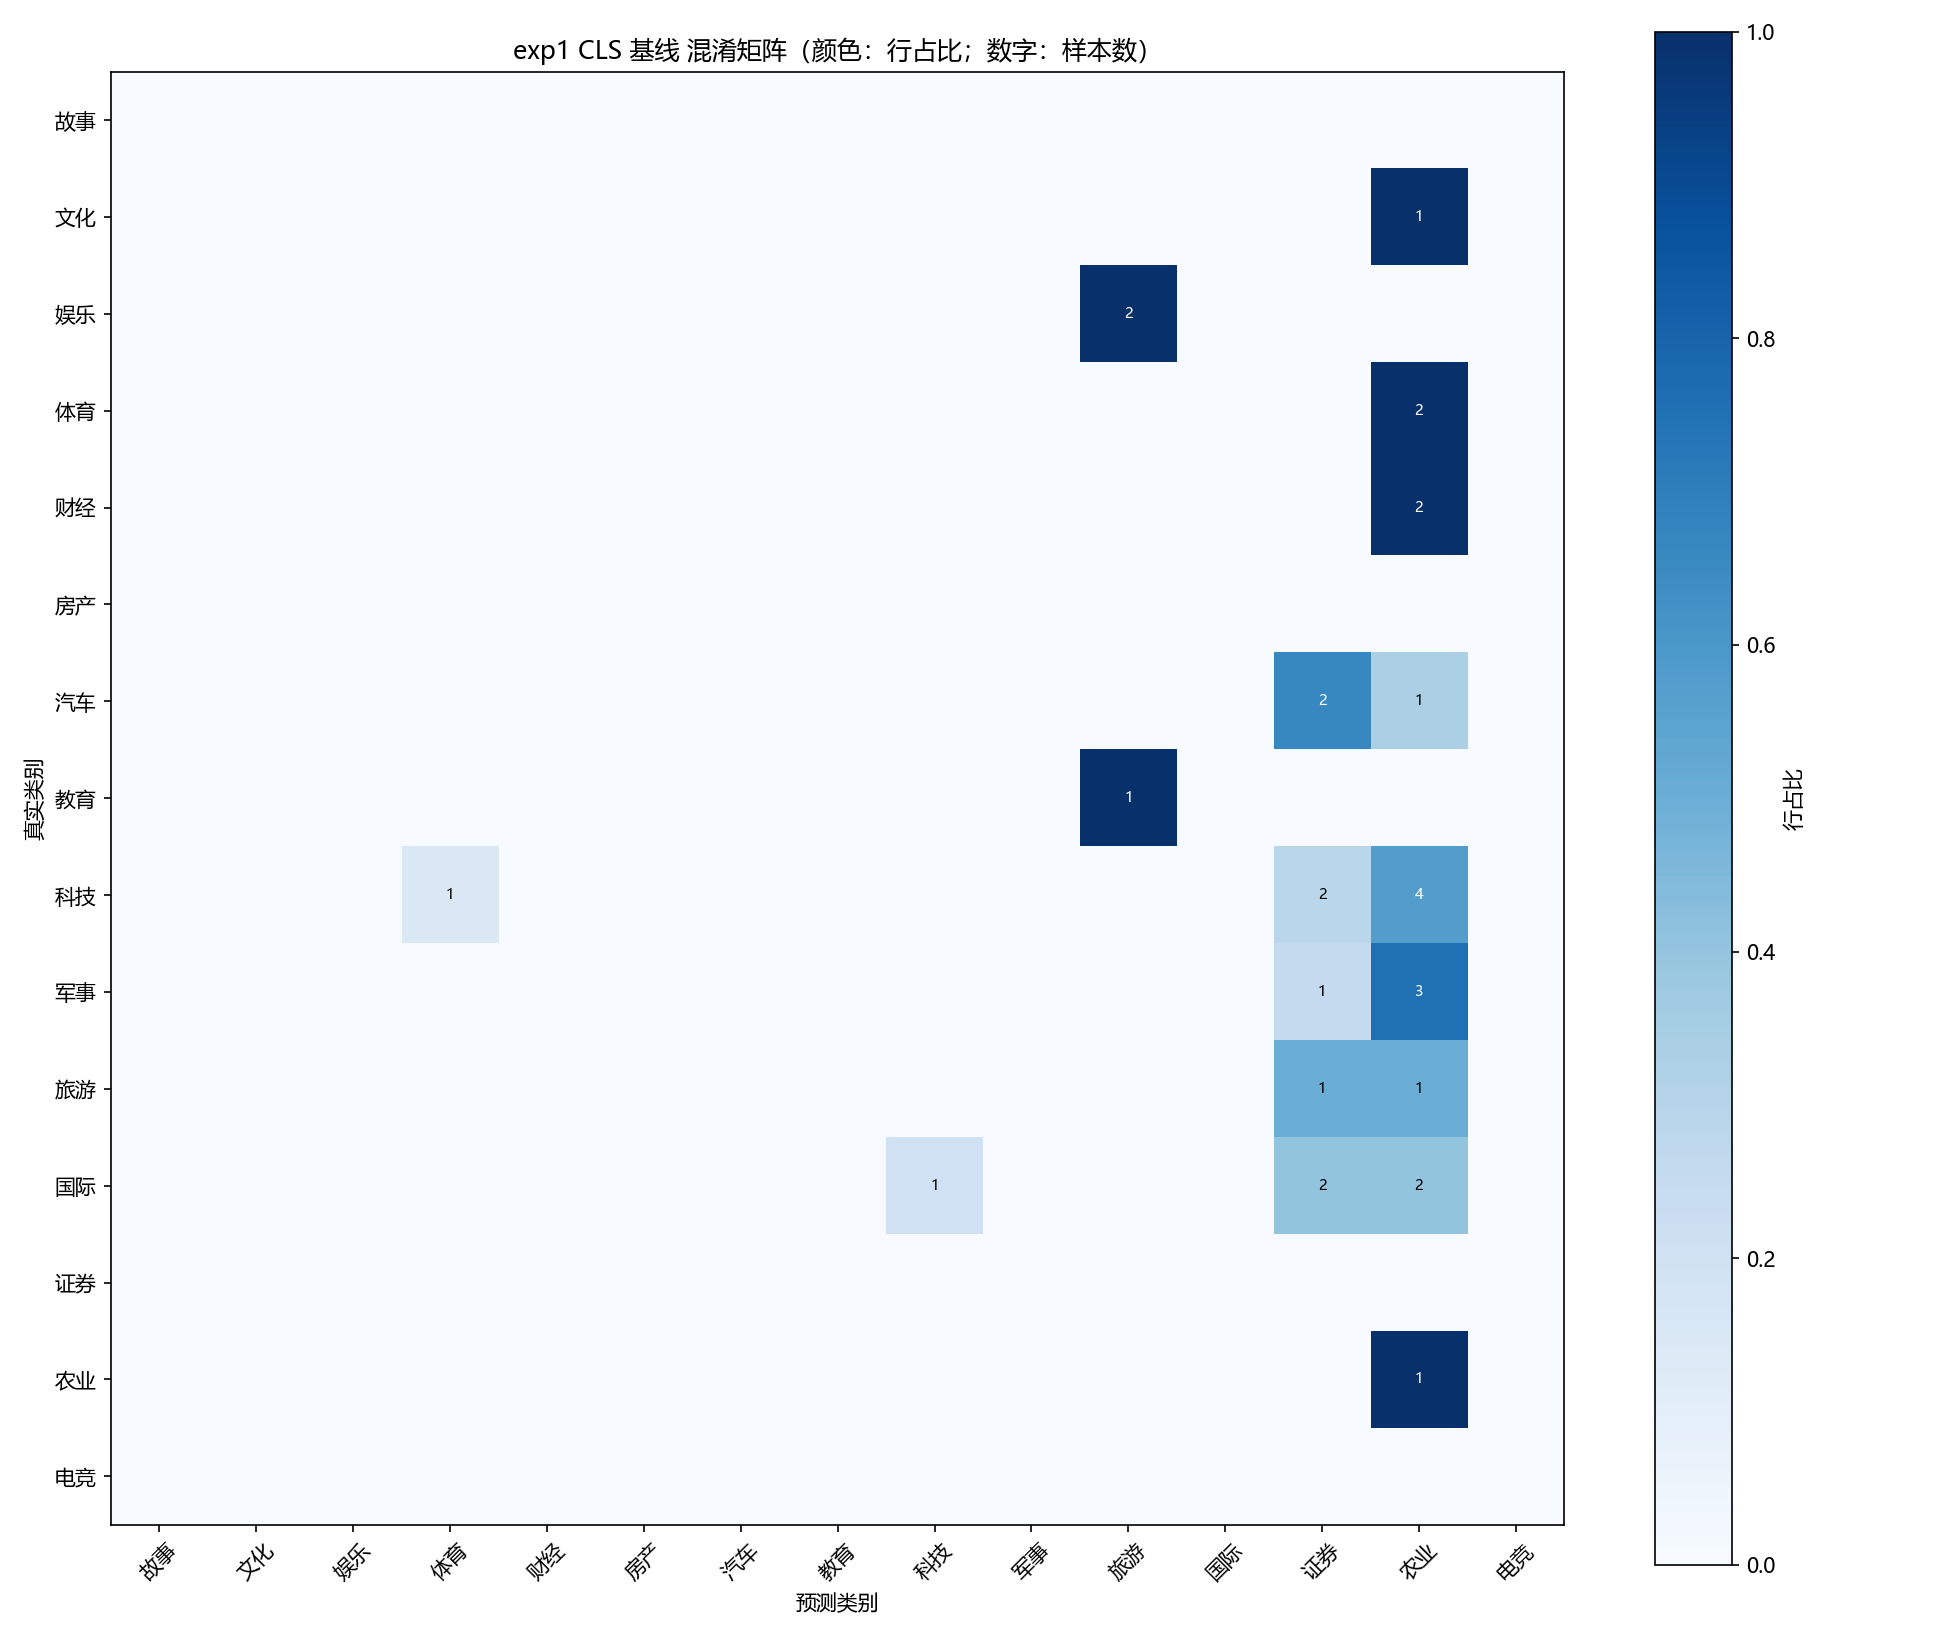 exp1 CLS 基线 混淆矩阵（颜色：行占比；数字：样本数）
真实类别
故事
文化 1
娱乐 2
体育 2
财经 2
房产
汽车 2 1
教育 1
科技 1 2 4
军事 1 3
旅游 1 1
国际 1 2 2
证券
农业 1
电竞
故事 文化 娱乐 体育 财经 房产 汽车 教育 科技 军事 旅游 国际 证券 农业 电竞
预测类别
1.0
0.8
0.6
0.4
0.2
0.0
行占比